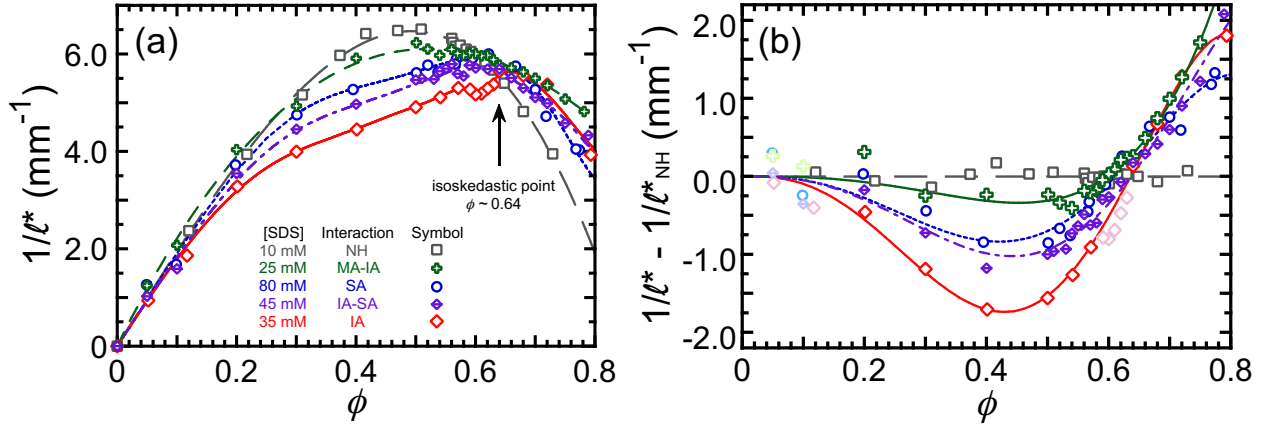 (a)
1/ℓ* (mm⁻¹)
6.0
4.0
2.0
0
0
0.2
0.4
0.6
0.8
ϕ
isoskedastic point
ϕ ~ 0.64
[SDS] Interaction Symbol
10 mM NH
25 mM MA-IA
80 mM SA
45 mM IA-SA
35 mM IA
(b)
1/ℓ* - 1/ℓ*NH (mm⁻¹)
2.0
1.0
0.0
-1.0
-2.0
0
0.2
0.4
0.6
0.8
ϕ